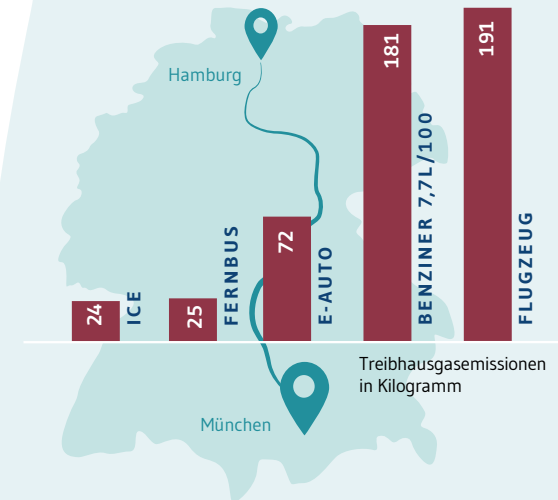 Hamburg
24
ICE
25
FERNBUS
72
E-AUTO
181
BENZINER 7,7L/100
191
FLUGZEUG
Treibhausgasemissionen
in Kilogramm
München